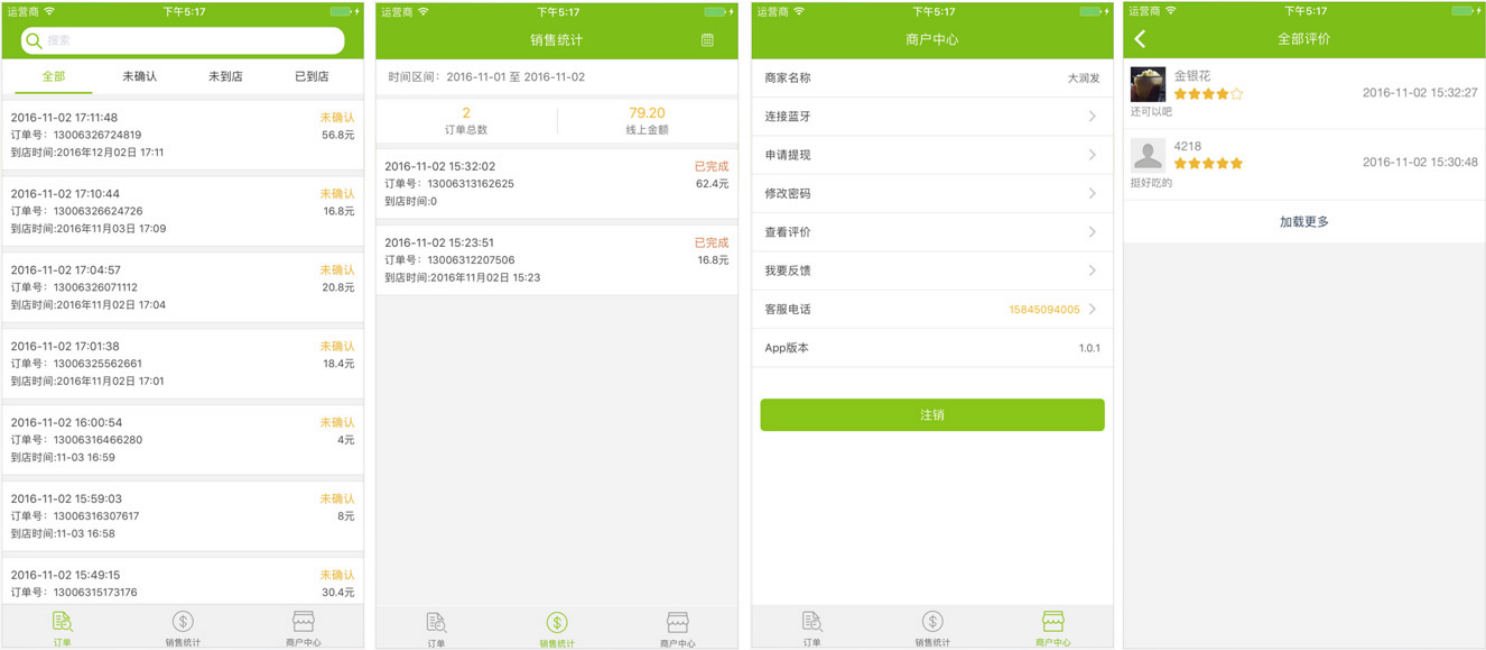 运营商 下午5:17
搜索
全部 未确认 未到店 已到店
2016-11-02 17:11:48 未确认
订单号：13006326724819 56.8元
到店时间:2016年12月02日 17:11
2016-11-02 17:10:44 未确认
订单号：13006326624726 16.8元
到店时间:2016年11月03日 17:09
2016-11-02 17:04:57 未确认
订单号：13006326071112 20.8元
到店时间:2016年11月02日 17:04
2016-11-02 17:01:38 未确认
订单号：13006325562661 18.4元
到店时间:2016年11月02日 17:01
2016-11-02 16:00:54 未确认
订单号：13006316466280 4元
到店时间:11-03 16:59
2016-11-02 15:59:03 未确认
订单号：13006316307617 8元
到店时间:11-03 16:58
2016-11-02 15:49:15 未确认
订单号：13006315173176 30.4元
订单 销售统计 商户中心
运营商 下午5:17
销售统计
时间区间：2016-11-01 至 2016-11-02
2 79.20
订单总数 线上金额
2016-11-02 15:32:02 已完成
订单号：13006313162625 62.4元
到店时间:0
2016-11-02 15:23:51 已完成
订单号：13006312207506 16.8元
到店时间:2016年11月02日 15:23
订单 销售统计 商户中心
运营商 下午5:17
商户中心
商家名称 大润发
连接蓝牙
申请提现
修改密码
查看评价
我要反馈
客服电话 15845094005
App版本 1.0.1
注销
订单 销售统计 商户中心
运营商 下午5:17
全部评价
金银花
2016-11-02 15:32:27
还可以吧
4218
2016-11-02 15:30:48
挺好吃的
加载更多